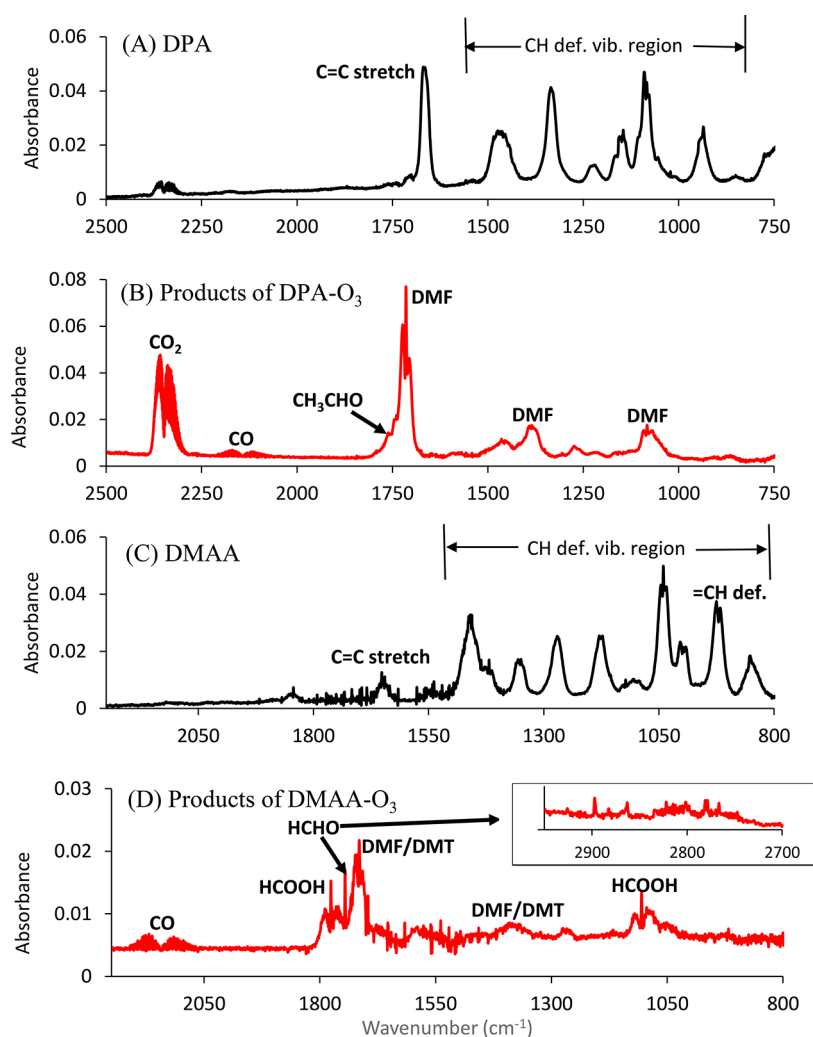 (A) DPA
CH def. vib. region
C=C stretch
Absorbance
0.06
0.04
0.02
0
2500 2250 2000 1750 1500 1250 1000 750
(B) Products of DPA-O₃
DMF
CO₂
CH₃CHO
CO
DMF
DMF
Absorbance
0.08
0.06
0.04
0.02
0
2500 2250 2000 1750 1500 1250 1000 750
(C) DMAA
CH def. vib. region
=CH def.
C=C stretch
Absorbance
0.06
0.04
0.02
0
2050 1800 1550 1300 1050 800
(D) Products of DMAA-O₃
HCHO
DMF/DMT
2900 2800 2700
HCOOH
HCOOH
CO
DMF/DMT
Absorbance
0.03
0.02
0.01
0
2050 1800 1550 1300 1050 800
Wavenumber (cm⁻¹)